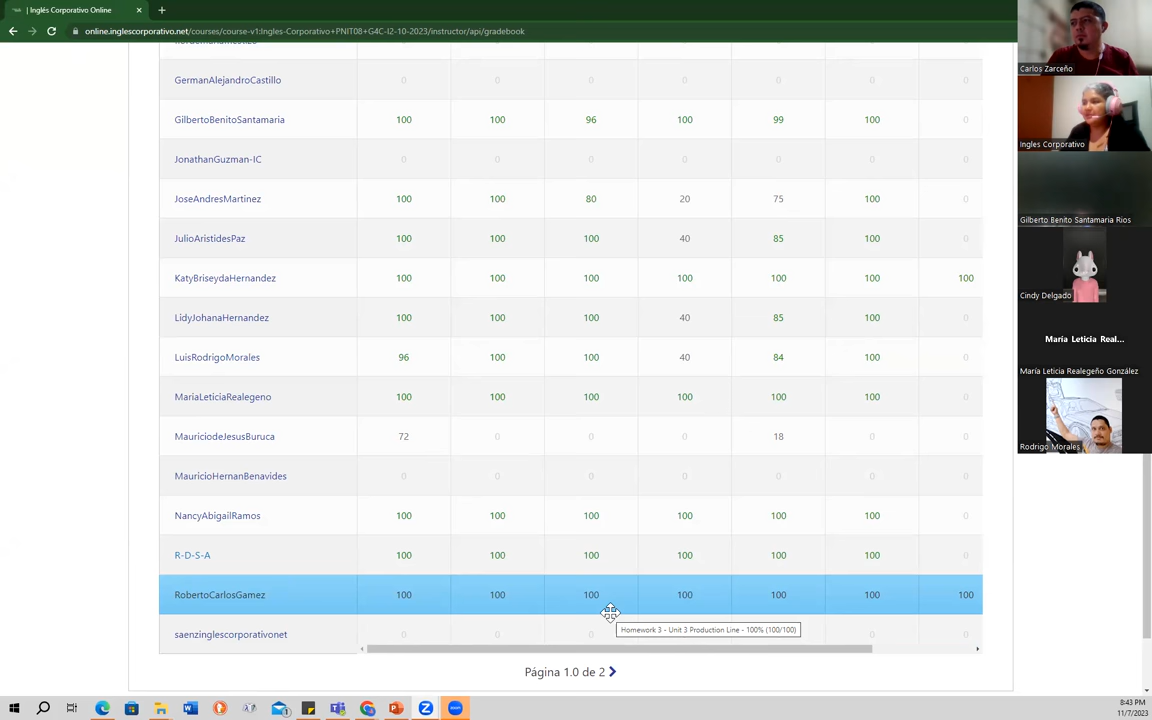 | Inglés Corporativo Online
online.inglescorporativo.net/courses/course-v1:Ingles-Corporativo+PNIT08+G4C-I2-10-2023/instructor/api/gradebook
GermanAlejandroCastillo 0 0 0 0 0 0 0
GilbertoBenitoSantamaria 100 100 96 100 99 100 0
JonathanGuzman-IC 0 0 0 0 0 0 0
JoseAndresMartinez 100 100 80 20 75 100 0
JulioAristidesPaz 100 100 100 40 85 100 0
KatyBriseydaHernandez 100 100 100 100 100 100 100
LidyJohanaHernandez 100 100 100 40 85 100 0
LuisRodrigoMorales 96 100 100 40 84 100 0
MariaLeticiaRealegeno 100 100 100 100 100 100 0
MauriciodeJesusBuruca 72 0 0 0 18 0 0
MauricioHernanBenavides 0 0 0 0 0 0 0
NancyAbigailRamos 100 100 100 100 100 100 0
R-D-S-A 100 100 100 100 100 100 0
RobertoCarlosGamez 100 100 100 100 100 100 100
Homework 3 - Unit 3 Production Line - 100% (100/100)
saenzinglescorporativonet 0 0 0 0 0
Página 1.0 de 2
Carlos Zarceño
Ingles Corporativo
Gilberto Benito Santamaria Rios
Cindy Delgado
Maria Leticia Real...
María Leticia Realegeño González
Rodrigo Morales
8:43 PM
11/7/2023